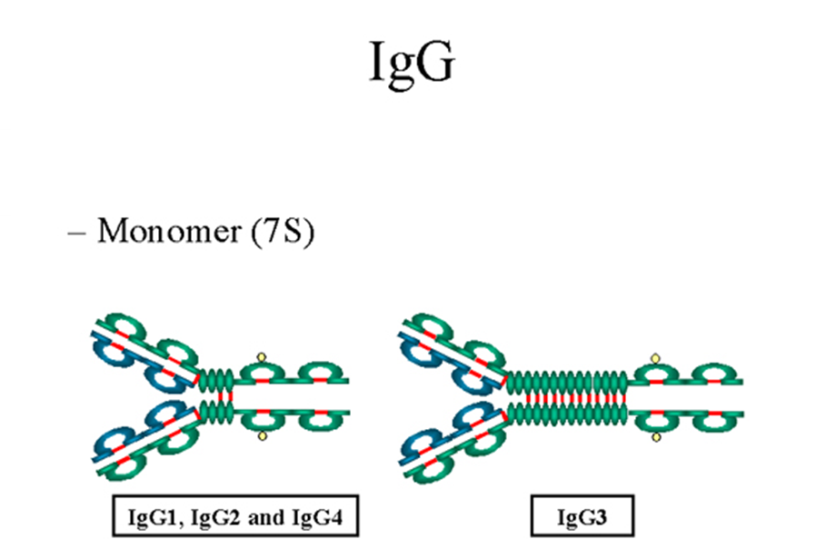 IgG
– Monomer (7S)
IgG1, IgG2 and IgG4
IgG3